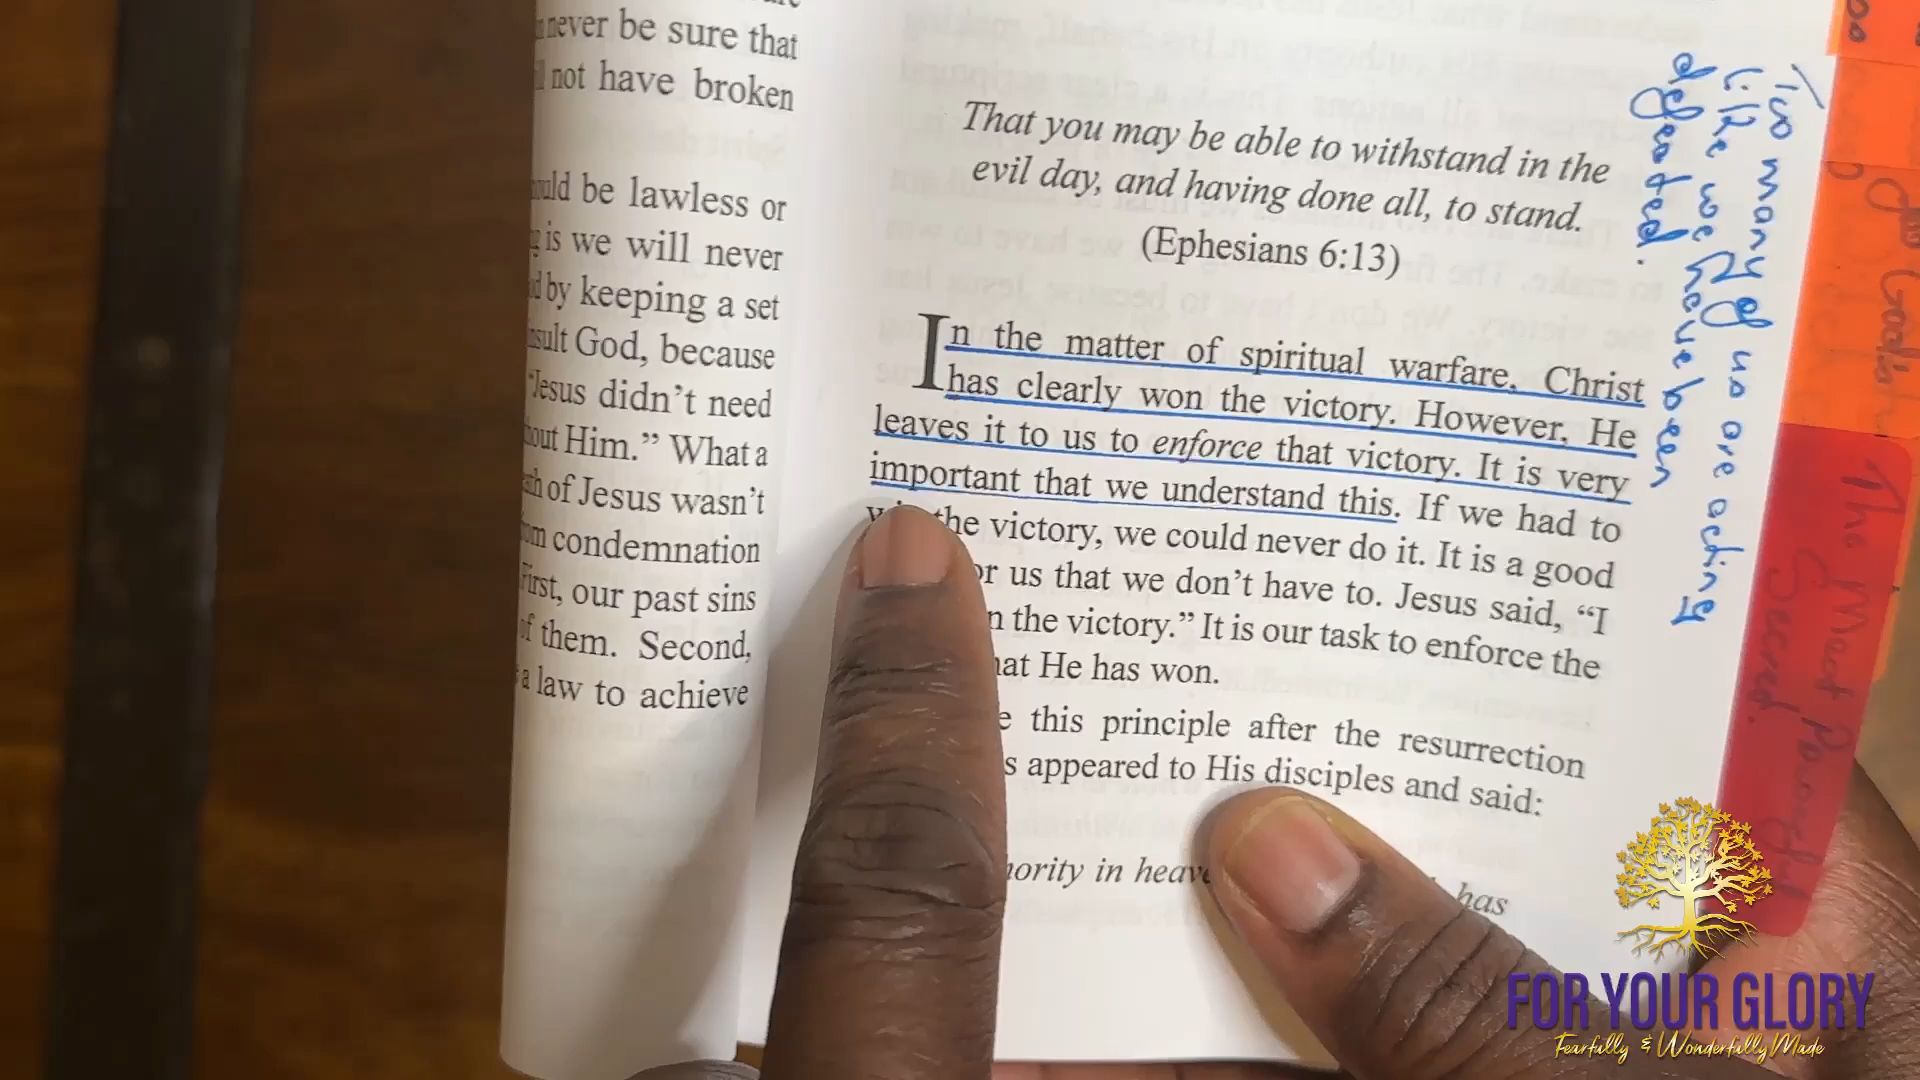 never be sure that
not have broken
be lawless or
is we will never
by keeping a set
God, because
"Jesus didn't need
Him." What a
of Jesus wasn't
condemnation
First, our past sins
of them. Second,
a law to achieve
That you may be able to withstand in the
evil day, and having done all, to stand.
(Ephesians 6:13)
In the matter of spiritual warfare, Christ
has clearly won the victory. However, He
leaves it to us to enforce that victory. It is very
important that we understand this. If we had to
the victory, we could never do it. It is a good
us that we don't have to. Jesus said, "I
the victory." It is our task to enforce the
He has won.
this principle after the resurrection
appeared to His disciples and said:
in
has
Too many of us are acting
like we have been
defeated.
God's
The Most Powerful
Secret.
FOR YOUR GLORY
Fearfully & Wonderfully Made